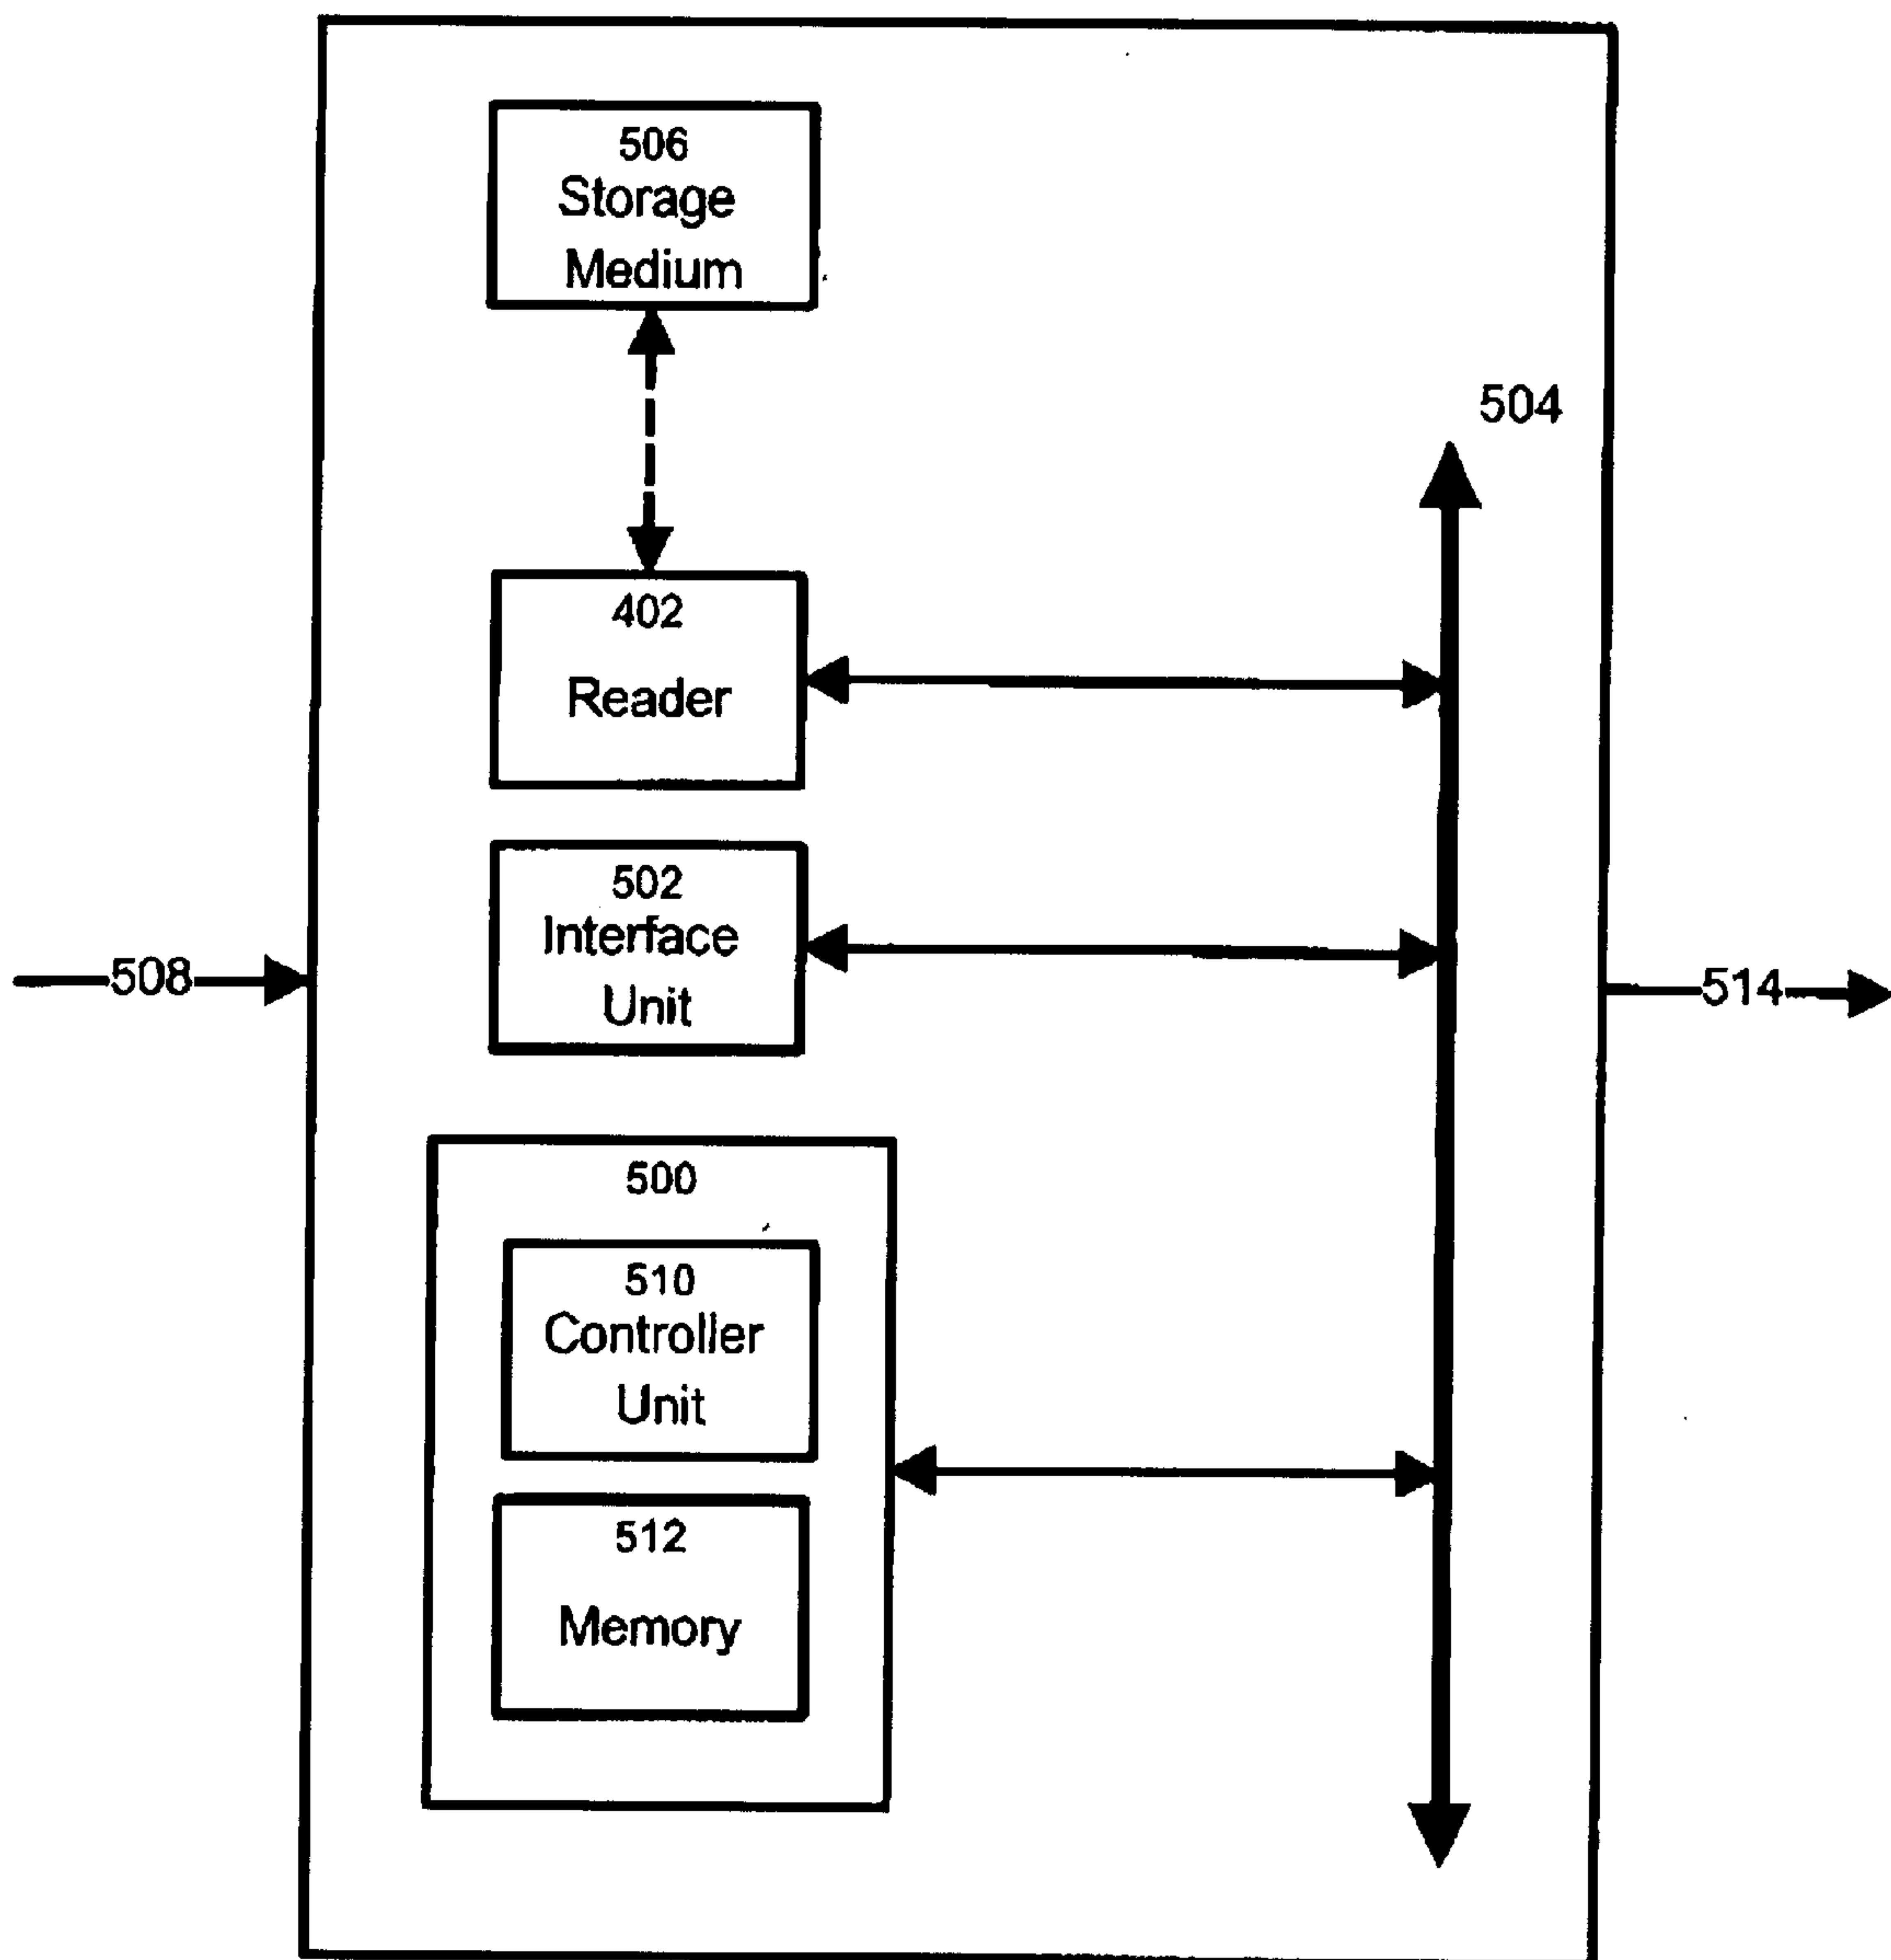 506
Storage
Medium
504
402
Reader
502
Interface
Unit
508
514
500
510
Controller
Unit
512
Memory